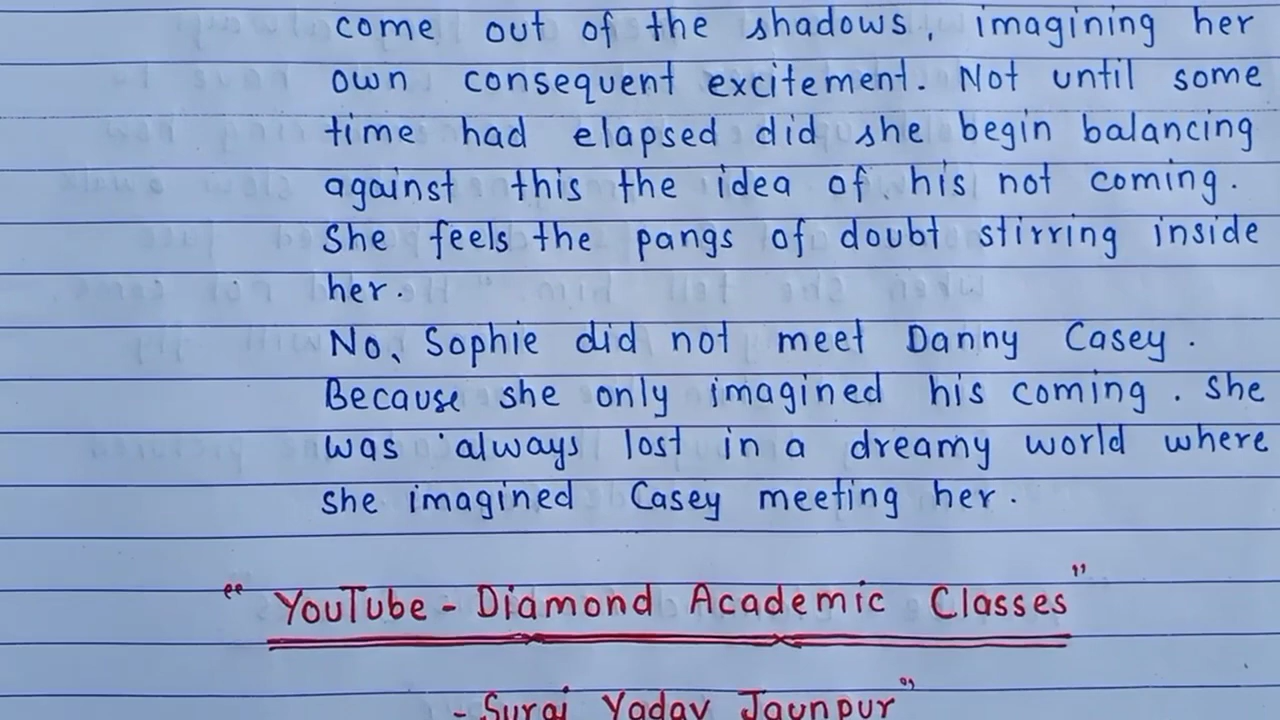 come out of the shadows, imagining her
own consequent excitement. Not until some
time had elapsed did she begin balancing
against this the idea of his not coming.
She feels the pangs of doubt stirring inside
her.
No, Sophie did not meet Danny Casey.
Because she only imagined his coming. She
was always lost in a dreamy world where
she imagined Casey meeting her.
"YouTube - Diamond Academic Classes"
- Suraj Yadav Jaunpur"